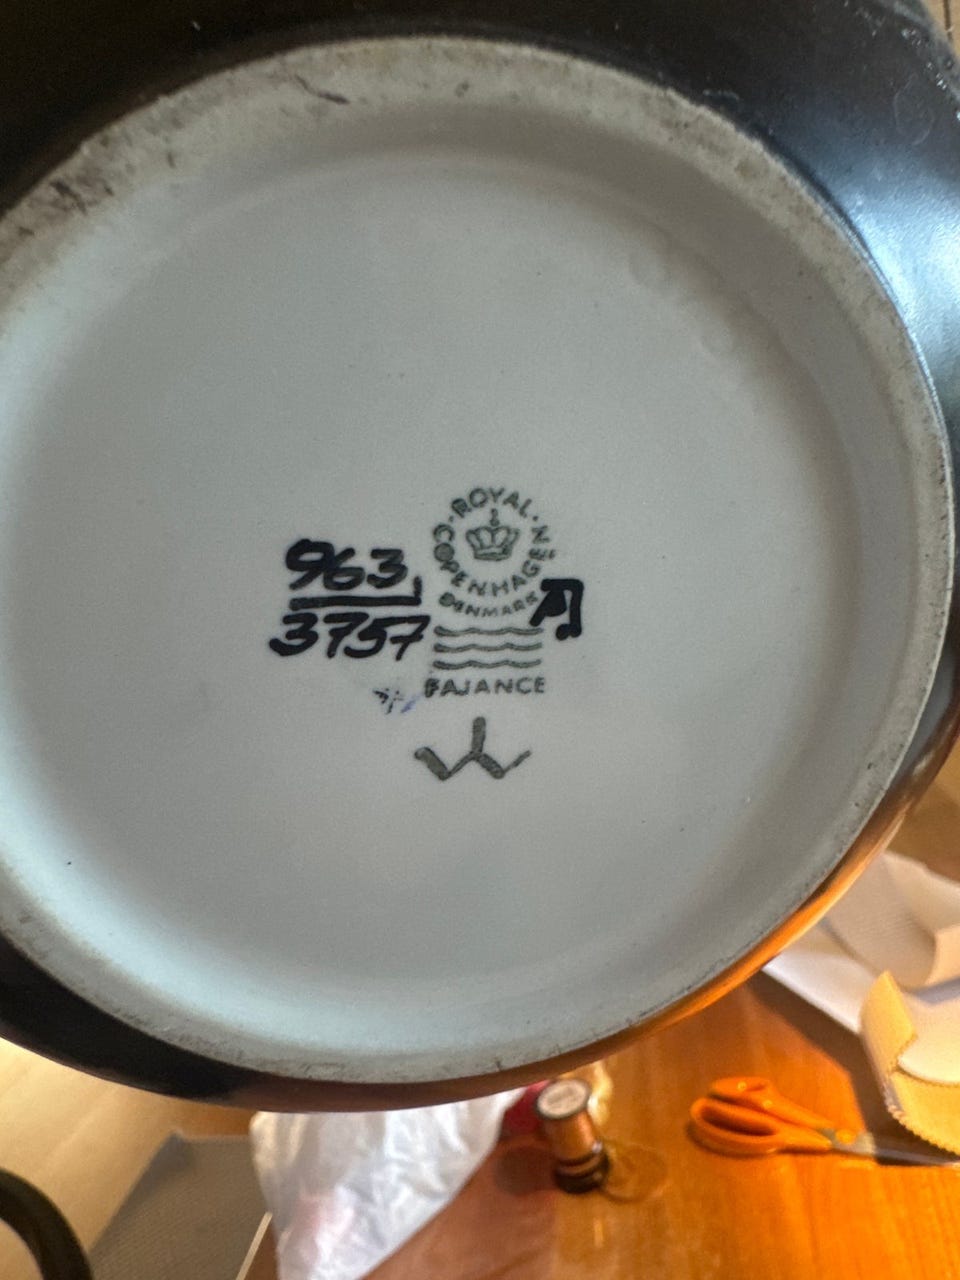 ROYAL
COPENHAGEN
DENMARK
963
3757
FAJANCE